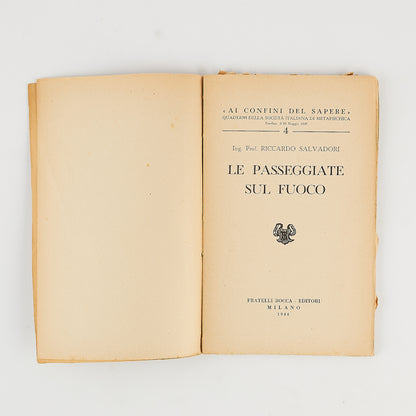 « AI CONFINI DEL SAPERE »
QUADERNI DELLA SOCIETÀ ITALIANA DI METAPSICHICA
4
Ing. Prof. RICCARDO SALVADORI
LE PASSEGGIATE
SUL FUOCO
FRATELLI BOCCA - EDITORI
MILANO
1944